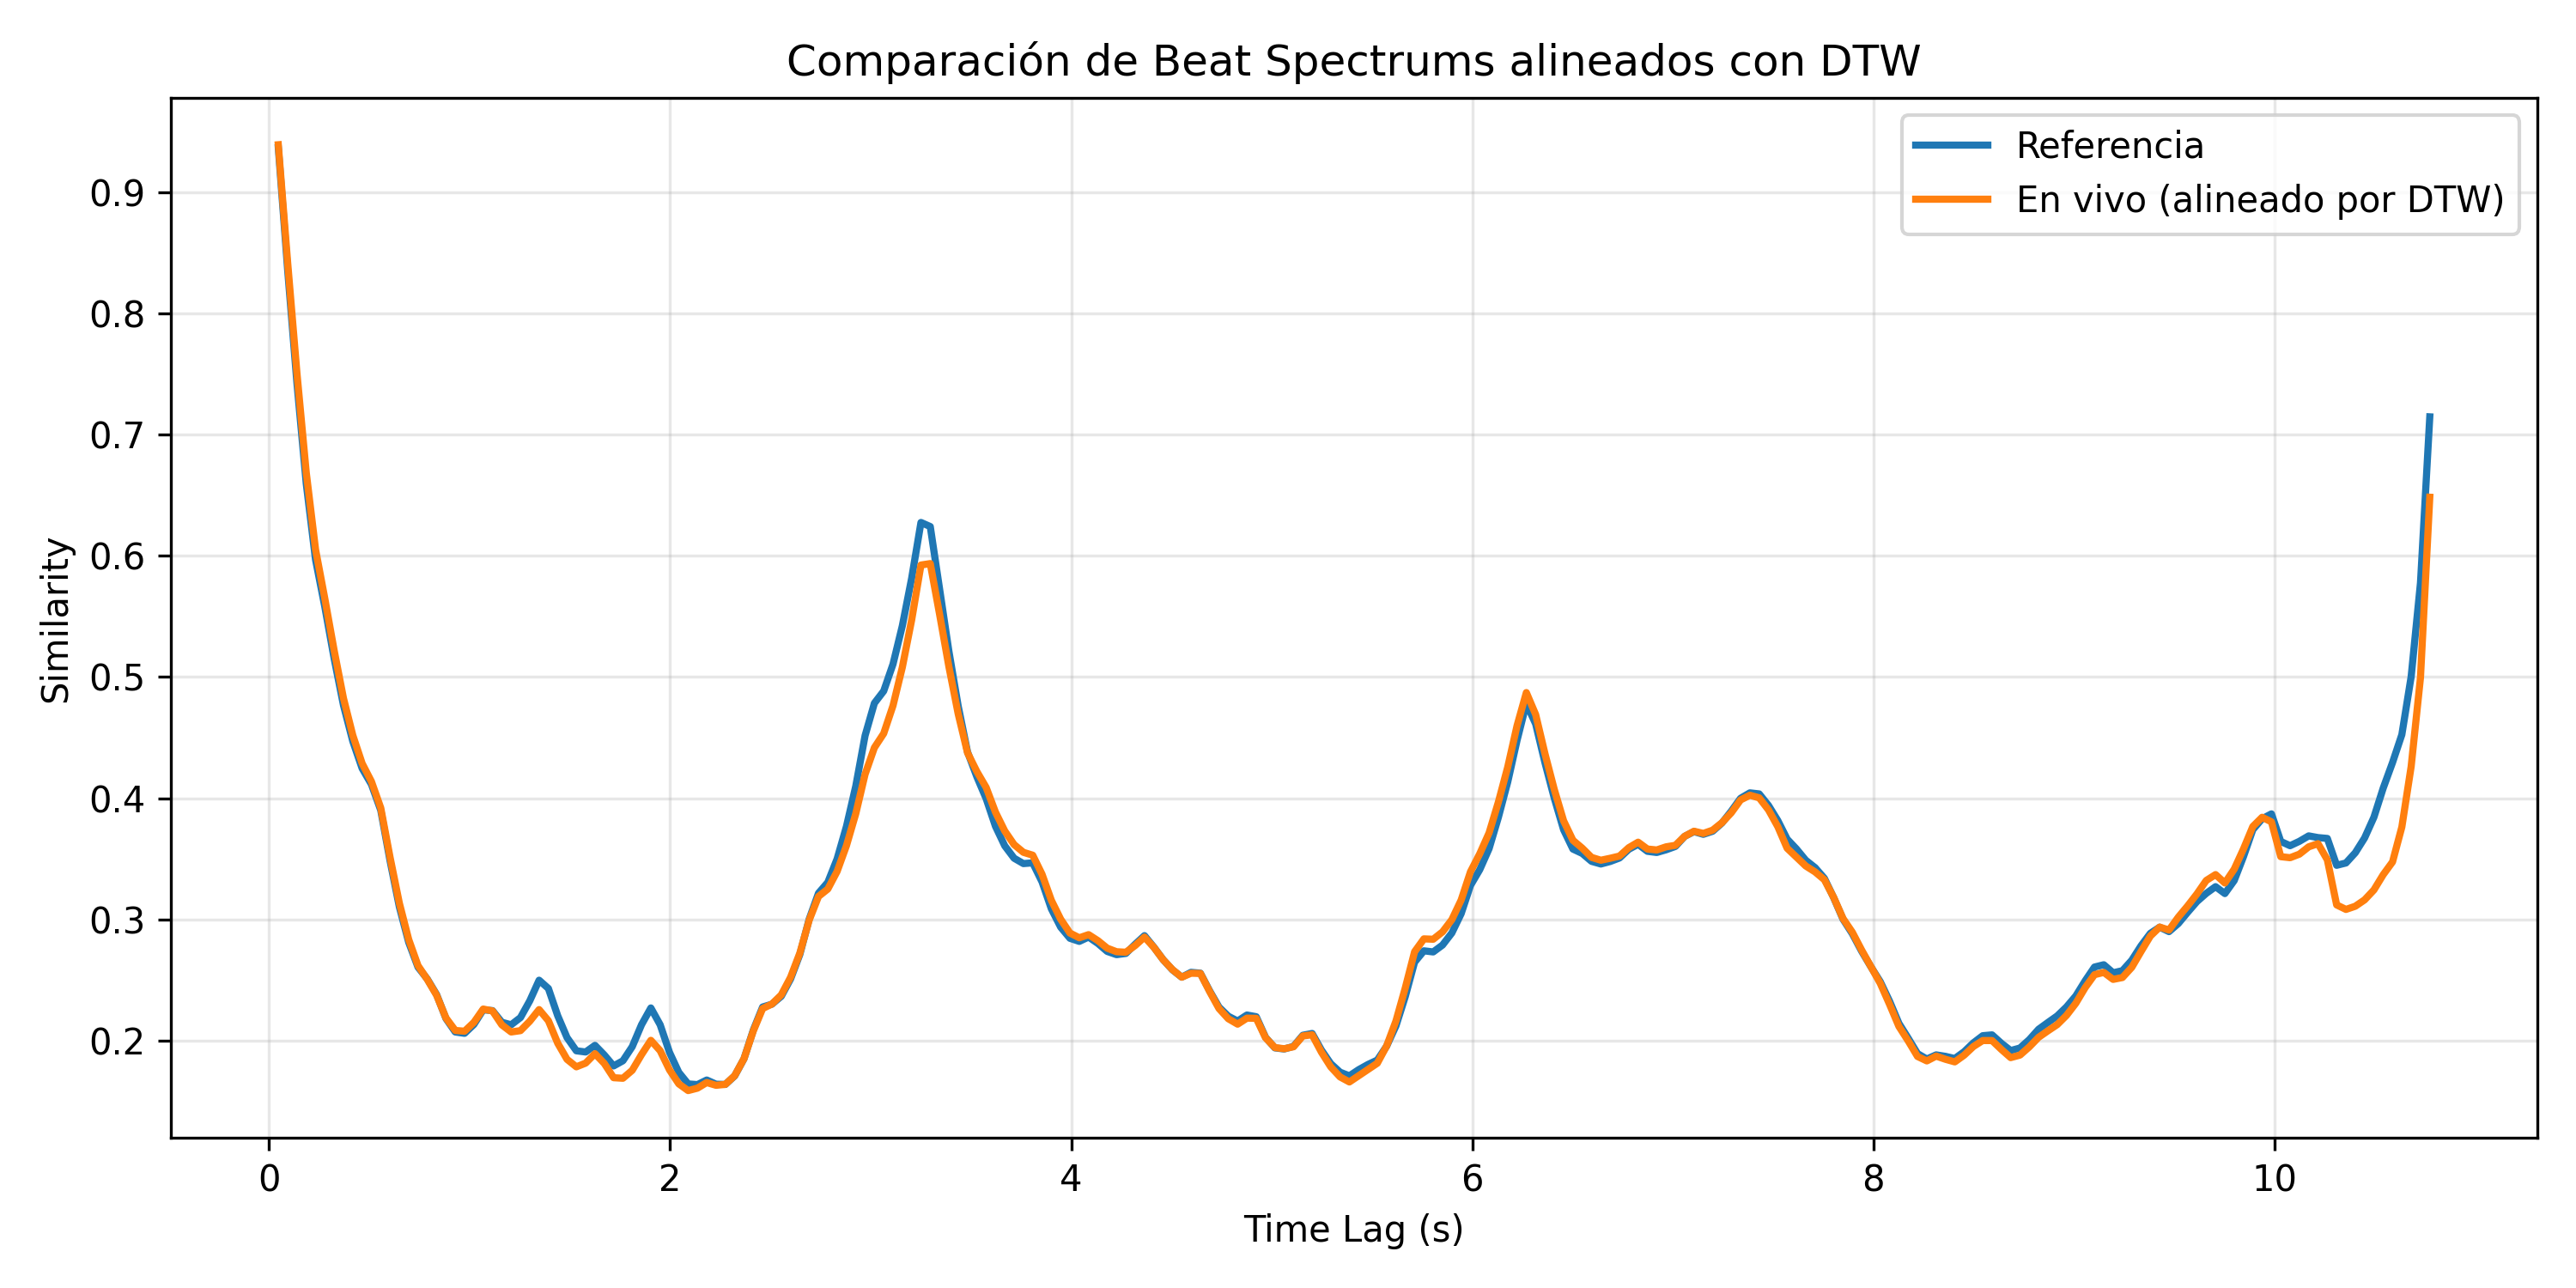 Comparación de Beat Spectrums alineados con DTW
Referencia
En vivo (alineado por DTW)
0.9
0.8
0.7
0.6
0.5
0.4
0.3
0.2
Similarity
0 2 4 6 8 10
Time Lag (s)